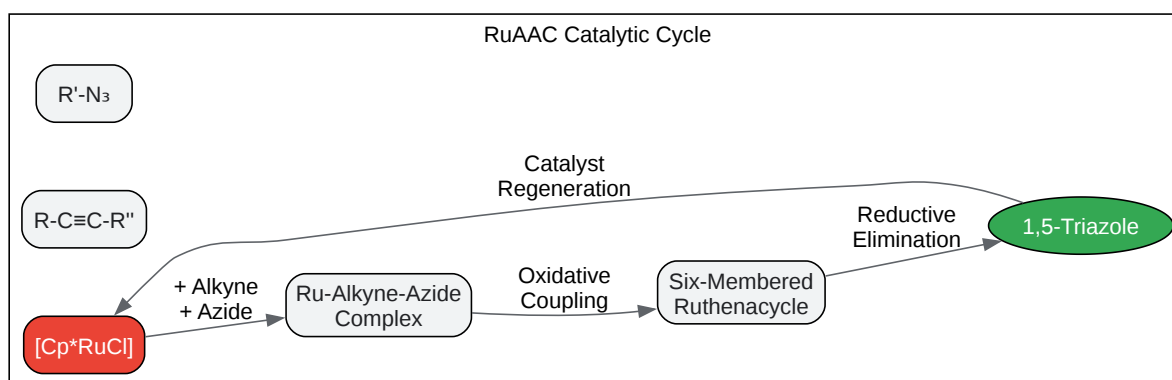 RuAAC Catalytic Cycle
R'-N₃
R-C≡C-R"
[Cp*RuCl]
+ Alkyne
+ Azide
Ru-Alkyne-Azide
Complex
Oxidative
Coupling
Six-Membered
Ruthenacycle
Reductive
Elimination
1,5-Triazole
Catalyst
Regeneration